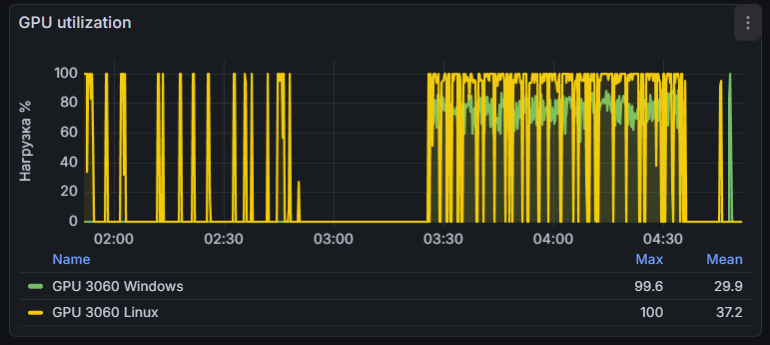 GPU utilization
Нагрузка %
100
80
60
40
20
0
02:00 02:30 03:00 03:30 04:00 04:30
Name Max Mean
GPU 3060 Windows 99.6 29.9
GPU 3060 Linux 100 37.2